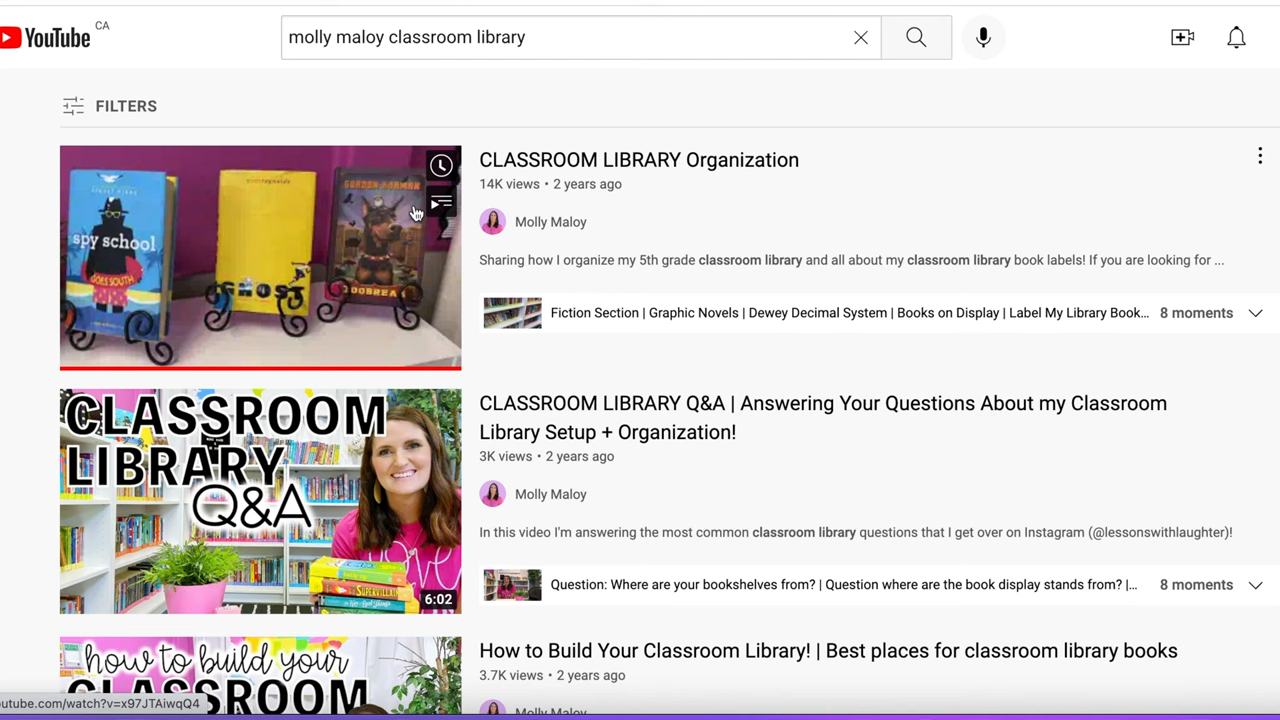 YouTube CA
molly maloy classroom library
FILTERS
spy school
GOES SOUTH
GHOST
GORDON KORMAN
CLASSROOM LIBRARY Organization
14K views • 2 years ago
Molly Maloy
Sharing how I organize my 5th grade classroom library and all about my classroom library book labels! If you are looking for ...
Fiction Section | Graphic Novels | Dewey Decimal System | Books on Display | Label My Library Book... 8 moments
CLASSROOM
LIBRARY
Q&A
6:02
CLASSROOM LIBRARY Q&A | Answering Your Questions About my Classroom
Library Setup + Organization!
3K views • 2 years ago
Molly Maloy
In this video I'm answering the most common classroom library questions that I get over on Instagram (@lessonswithlaughter)!
Question: Where are your bookshelves from? | Question where are the book display stands from? |... 8 moments
how to build your
CLASSROOM
How to Build Your Classroom Library! | Best places for classroom library books
3.7K views • 2 years ago
Molly Maloy
outube.com/watch?v=x97JTAiwqQ4